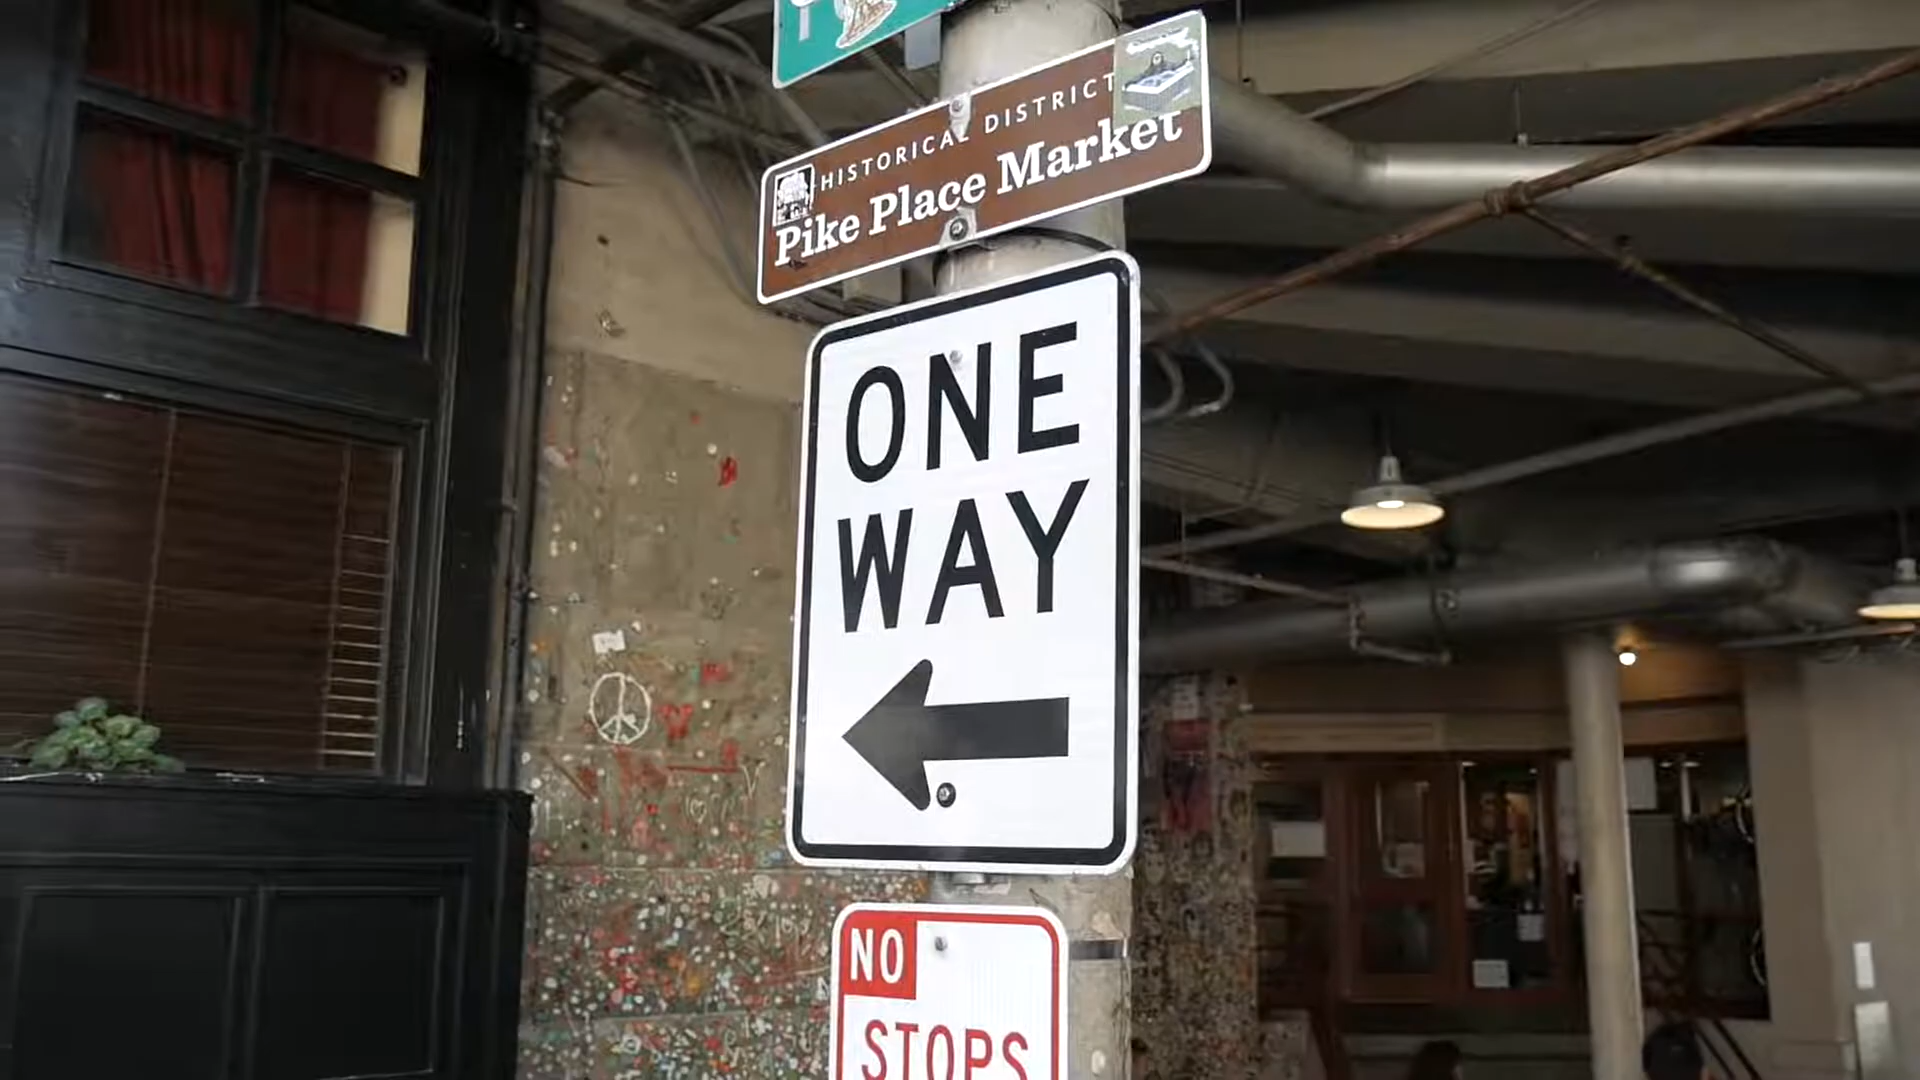 HISTORICAL DISTRICT
Pike Place Market
ONE
WAY
NO
STOPS